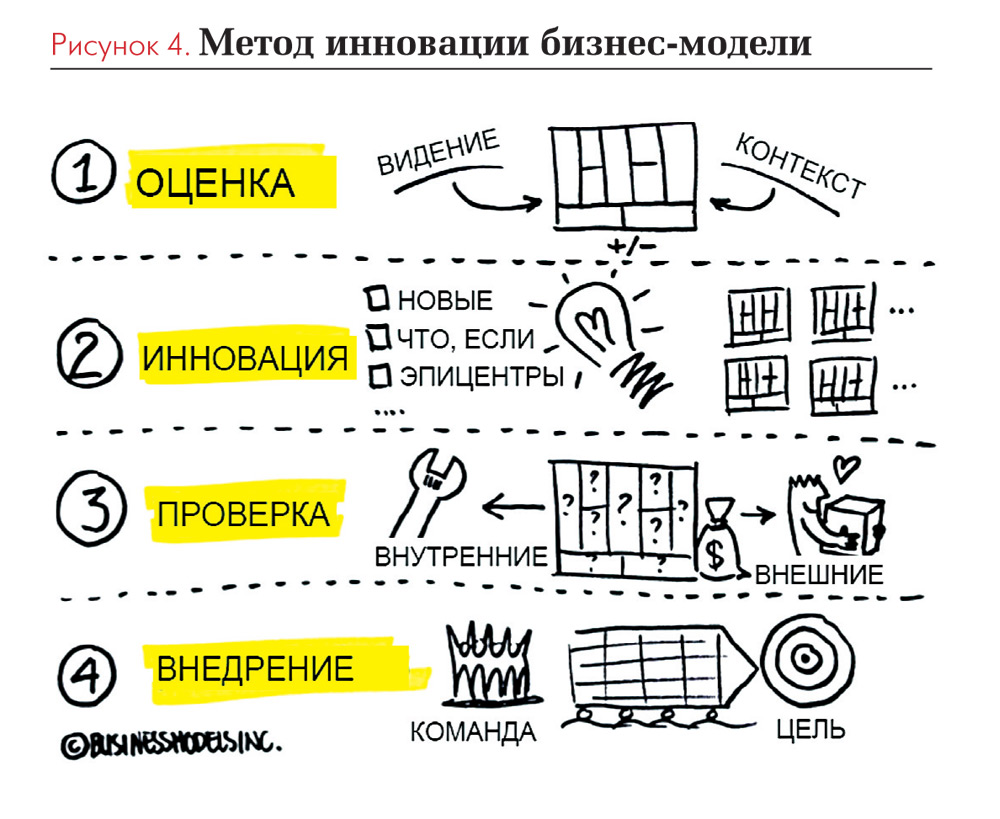 Рисунок 4. Метод инновации бизнес-модели
1 ОЦЕНКА
ВИДЕНИЕ
КОНТЕКСТ
+/−
2 ИННОВАЦИЯ
НОВЫЕ
ЧТО, ЕСЛИ
ЭПИЦЕНТРЫ
....
...
...
3 ПРОВЕРКА
ВНУТРЕННИЕ
? ? ? ? ? ? ? ? ?
$
ВНЕШНИЕ
4 ВНЕДРЕНИЕ
КОМАНДА
ЦЕЛЬ
©BUSINESSMODELSINC.